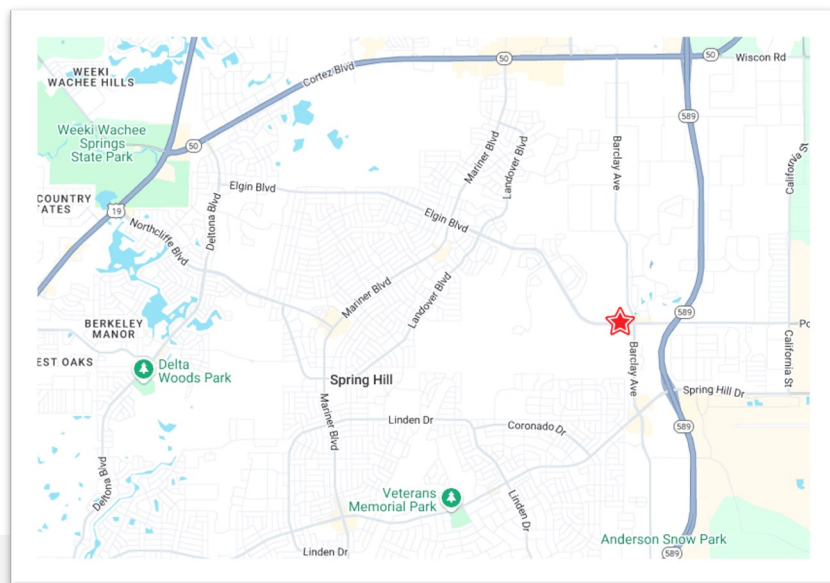 50
50
Wiscon Rd
WEEKI
WACHEE HILLS
Cortez Blvd
589
Weeki Wachee
Springs
State Park
50
Barclay Ave
Mariner Blvd
Landover Blvd
California St
Elgin Blvd
COUNTRY
TATES
19
Deltona Blvd
Northcliffe Blvd
Elgin Blvd
Mariner Blvd
Landover Blvd
589
BERKELEY
MANOR
Po
EST OAKS
Delta
Woods Park
Barclay Ave
California St
Spring Hill
Spring Hill Dr
Mariner Blvd
Linden Dr
Coronado Dr
589
Deltona Blvd
Veterans
Memorial Park
Linden Dr
Anderson Snow Park
Linden Dr
589